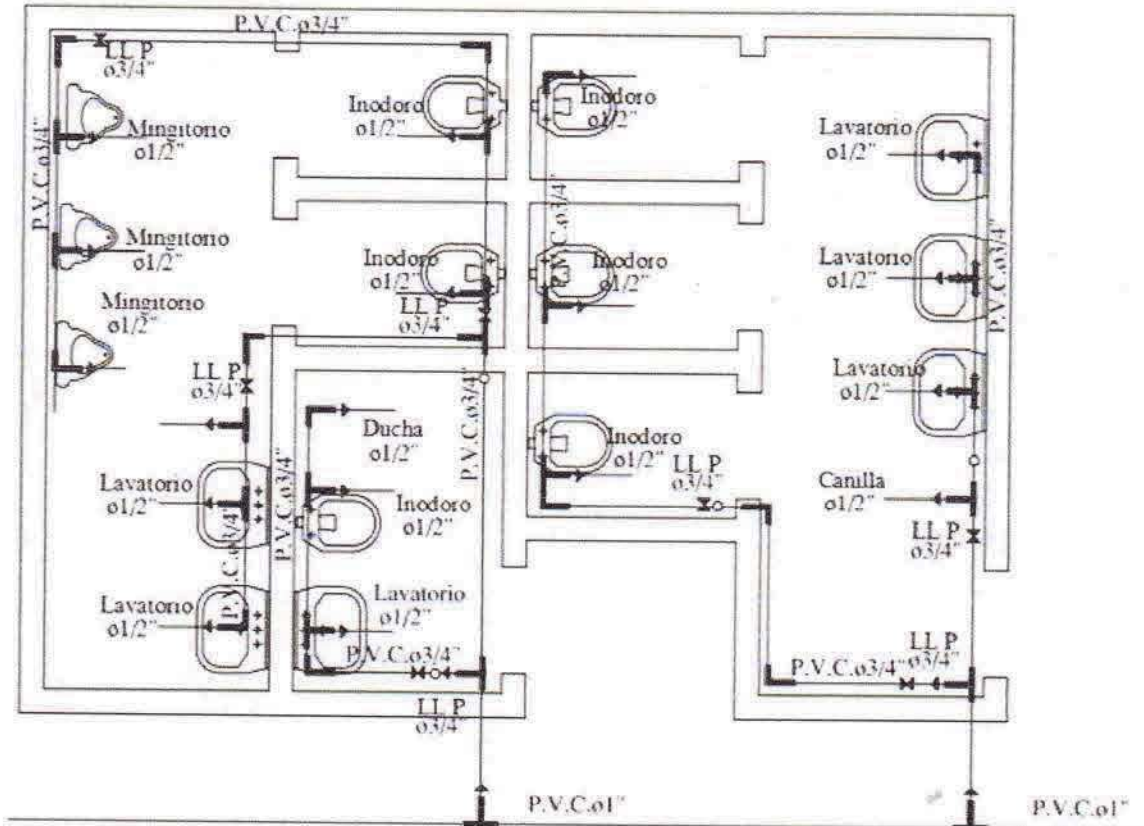 P.V.C.ø3/4"
LL P
ø3/4"
P.V.C.ø3/4"
Mingitorio
ø1/2"
Inodoro
ø1/2"
Inodoro
ø1/2"
Lavatorio
ø1/2"
P.V.C.ø3/4"
Mingitorio
ø1/2"
Inodoro
ø1/2"
Inodoro
ø1/2"
Lavatorio
ø1/2"
P.V.C.ø3/4"
Mingitorio
ø1/2"
LL P
ø3/4"
LL P
ø3/4"
Lavatorio
ø1/2"
P.V.C.ø3/4"
Ducha
ø1/2"
Inodoro
ø1/2"
LL P
ø3/4"
Canilla
ø1/2"
Lavatorio
ø1/2"
P.V.C.ø3/4"
P.V.C.ø3/4"
Inodoro
ø1/2"
LL P
ø3/4"
Lavatorio
ø1/2"
Lavatorio
ø1/2"
P.V.C.ø3/4"
LL P
ø3/4"
P.V.C.ø3/4"
LL P
ø3/4"
P.V.C.ø1"
P.V.C.ø1"